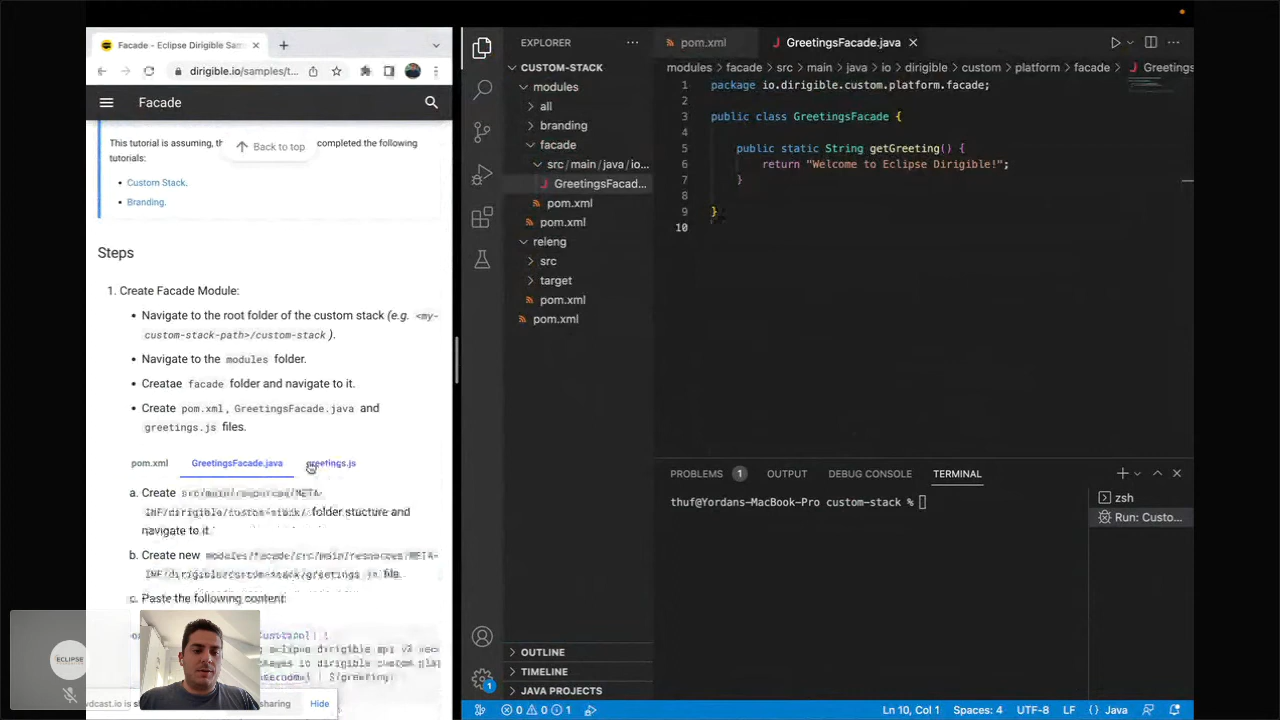 Facade - Eclipse Dirigible Sam
dirigible.io/samples/t...
Facade
This tutorial is assuming, th
completed the following
tutorials:
Back to top
Custom Stack.
Branding.
Steps
1. Create Facade Module:
Navigate to the root folder of the custom stack (e.g. <my-
custom-stack-path>/custom-stack ).
Navigate to the modules folder.
Creatae facade folder and navigate to it.
Create pom.xml, GreetingsFacade.java and
greetings.js files.
pom.xml
GreetingsFacade.java
greetings.js
a. Create
folder structure and
navigate to it.
b. Create new
file.
c. Paste the following content:
Hide
ECLIPSE
EXPLORER
CUSTOM-STACK
modules
all
branding
facade
src/main/java/io...
GreetingsFacad...
pom.xml
pom.xml
releng
src
target
pom.xml
pom.xml
OUTLINE
TIMELINE
JAVA PROJECTS
pom.xml
GreetingsFacade.java
modules > facade > src > main > java > io > dirigible > custom > platform > facade > GreetingsFa
1 package io.dirigible.custom.platform.facade;
2
3 public class GreetingsFacade {
4
5 public static String getGreeting() {
6 return "Welcome to Eclipse Dirigible!";
7 }
8
9 }
10
PROBLEMS 1 OUTPUT DEBUG CONSOLE TERMINAL
thuf@Yordans-MacBook-Pro custom-stack %
zsh
Run: Custo...
1
0 0 1
Ln 10, Col 1 Spaces: 4 UTF-8 LF {} Java